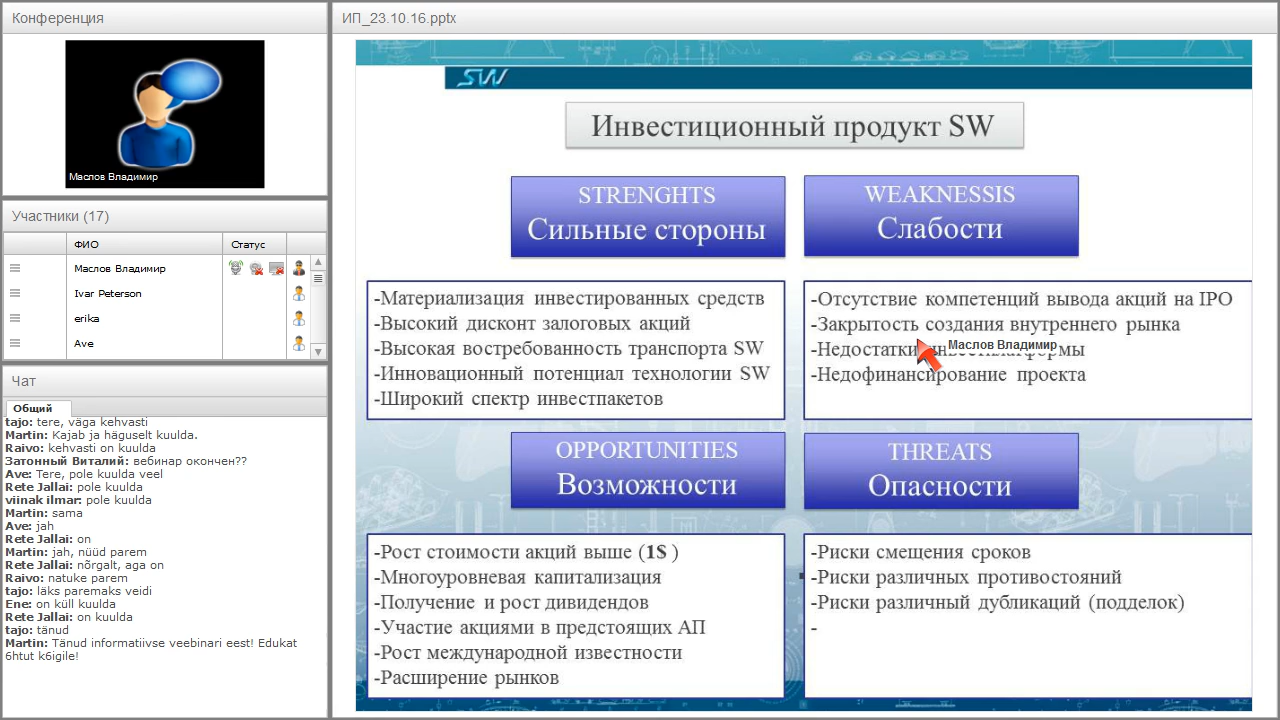 Конференция
Маслов Владимир
Участники (17)
ФИО
Статус
Маслов Владимир
Ivar Peterson
erika
Ave
Чат
Общий
tajo: tere, väga kehvasti
Martin: Kajab ja häguselt kuulda.
Raivo: kehvasti on kuulda
Затонный Виталий: вебинар окончен??
Ave: Tere, pole kuulda veel
Rete Jallai: pole kulda
viinak ilmar: pole kuulda
Martin: sama
Ave: jah
Rete Jallai: on
Martin: jah, nüüd parem
Rete Jallai: nõrgalt, aga on
Raivo: natuke parem
tajo: läks paremaks veidi
Ene: on küll kuulda
Rete Jallai: on kuulda
tajo: tänud
Martin: Tänud informatiivse veebinari eest! Edukat
õhtut kõigile!
ИП_23.10.16.pptx
SW
Инвестиционный продукт SW
STRENGHTS
Сильные стороны
WEAKNESSIS
Слабости
-Материализация инвестированных средств
-Высокий дисконт залоговых акций
-Высокая востребованность транспорта SW
-Инновационный потенциал технологии SW
-Широкий спектр инвестпакетов
-Отсутствие компетенций вывода акций на IPO
-Закрытость создания внутреннего рынка
-Недостатки инвестплатформы
Маслов Владимир
-Недофинансирование проекта
OPPORTUNITIES
Возможности
THREATS
Опасности
-Рост стоимости акций выше (1$ )
-Многоуровневая капитализация
-Получение и рост дивидендов
-Участие акциями в предстоящих АП
-Рост международной известности
-Расширение рынков
-Риски смещения сроков
-Риски различных противостояний
-Риски различный дубликаций (подделок)
-